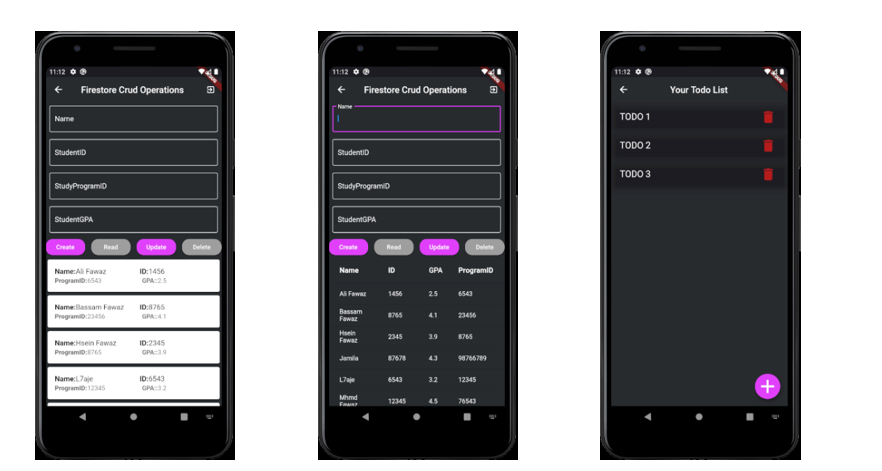 11:12
Firestore Crud Operations
Name
StudentID
StudyProgramID
StudentGPA
Create Read Update Delete
Name:Ali Fawaz ID:1456
ProgramID:6543 GPA::2.5
Name:Bassam Fawaz ID:8765
ProgramID:23456 GPA::4.1
Name:Hsein Fawaz ID:2345
ProgramID:8765 GPA::3.9
Name:L7aje ID:6543
ProgramID:12345 GPA::3.2
11:12
Firestore Crud Operations
Name
StudentID
StudyProgramID
StudentGPA
Create Read Update Delete
Name ID GPA ProgramID
Ali Fawaz 1456 2.5 6543
Bassam
Fawaz 8765 4.1 23456
Hsein
Fawaz 2345 3.9 8765
Jamila 87678 4.3 98766789
L7aje 6543 3.2 12345
Mhmd
Fawaz 12345 4.5 76543
11:12
Your Todo List
TODO 1
TODO 2
TODO 3